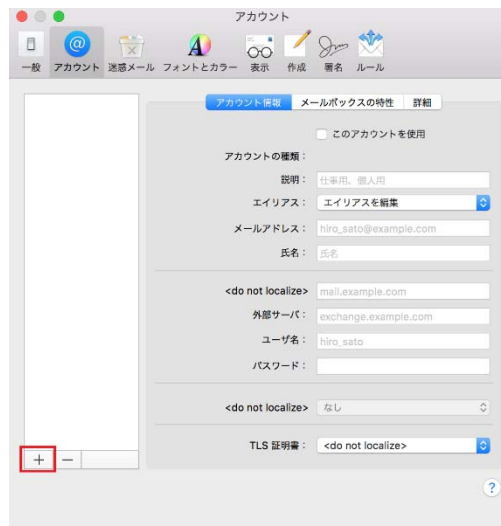 アカウント
一般 アカウント 迷惑メール フォントとカラー 表示 作成 署名 ルール
アカウント情報 メールボックスの特性 詳細
このアカウントを使用
アカウントの種類：
説明： 仕事用、個人用
エイリアス： エイリアスを編集
メールアドレス： hiro_sato@example.com
氏名： 氏名
<do not localize> mail.example.com
外部サーバ： exchange.example.com
ユーザ名： hiro_sato
パスワード：
<do not localize> なし
TLS 証明書： <do not localize>
+ −
?